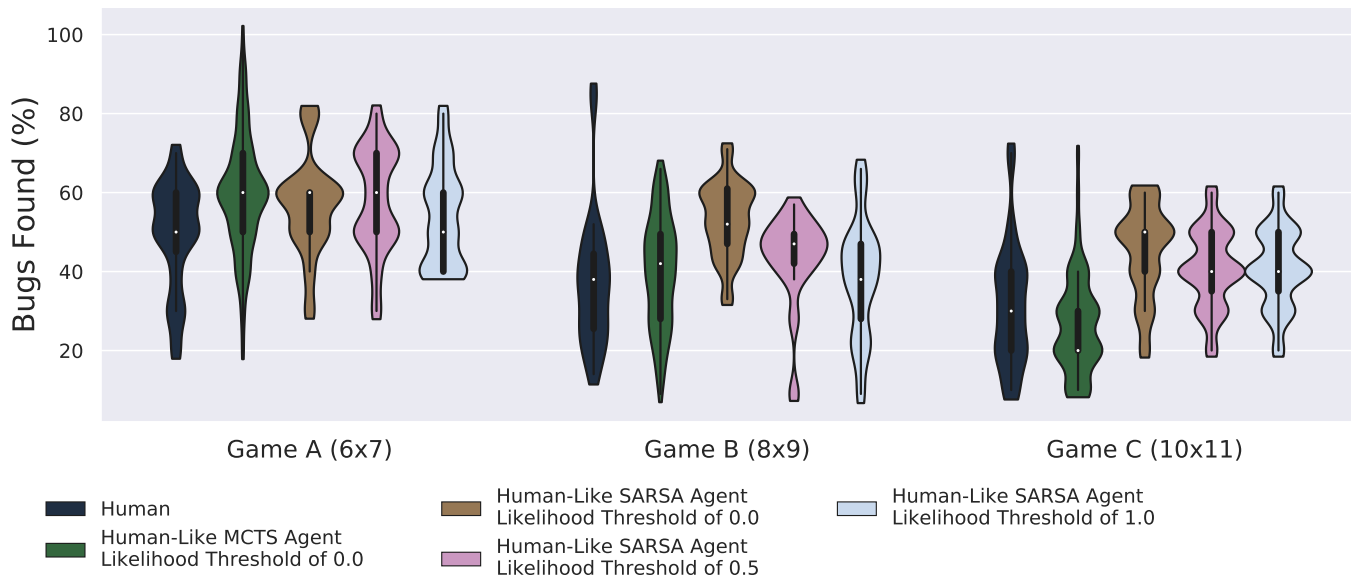 Bugs Found (%)
100
80
60
40
20
Game A (6x7)
Game B (8x9)
Game C (10x11)
Human
Human-Like MCTS Agent
Likelihood Threshold of 0.0
Human-Like SARSA Agent
Likelihood Threshold of 0.0
Human-Like SARSA Agent
Likelihood Threshold of 0.5
Human-Like SARSA Agent
Likelihood Threshold of 1.0